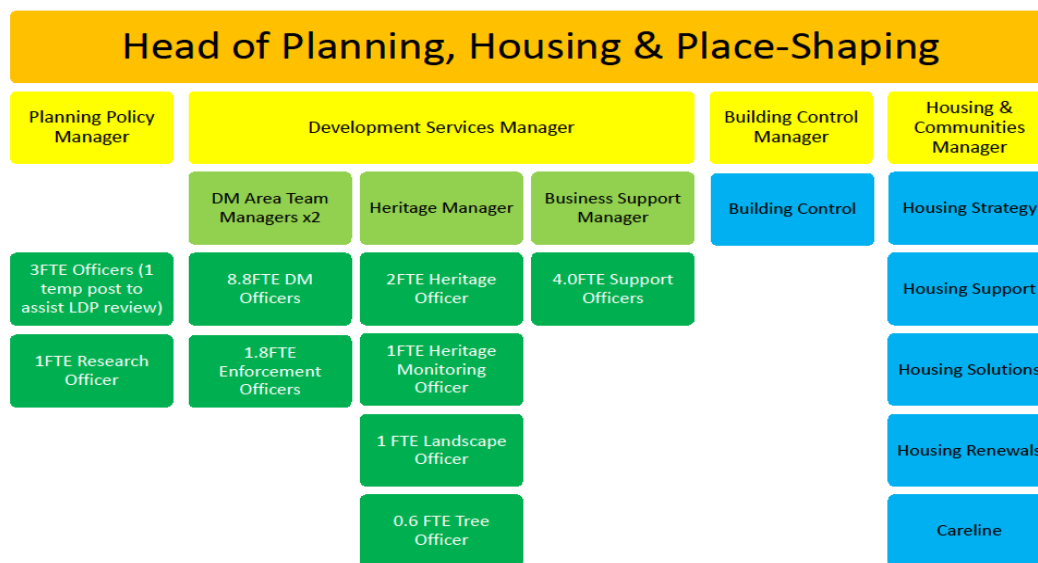 Head of Planning, Housing & Place-Shaping
Planning Policy
Manager
Development Services Manager
Building Control
Manager
Housing &
Communities
Manager
DM Area Team
Managers x2
Heritage Manager
Business Support
Manager
Building Control
Housing Strategy
3FTE Officers (1
temp post to
assist LDP review)
8.8FTE DM
Officers
2FTE Heritage
Officer
4.0FTE Support
Officers
Housing Support
1FTE Research
Officer
1.8FTE
Enforcement
Officers
1FTE Heritage
Monitoring
Officer
Housing Solutions
1 FTE Landscape
Officer
Housing Renewals
0.6 FTE Tree
Officer
Careline